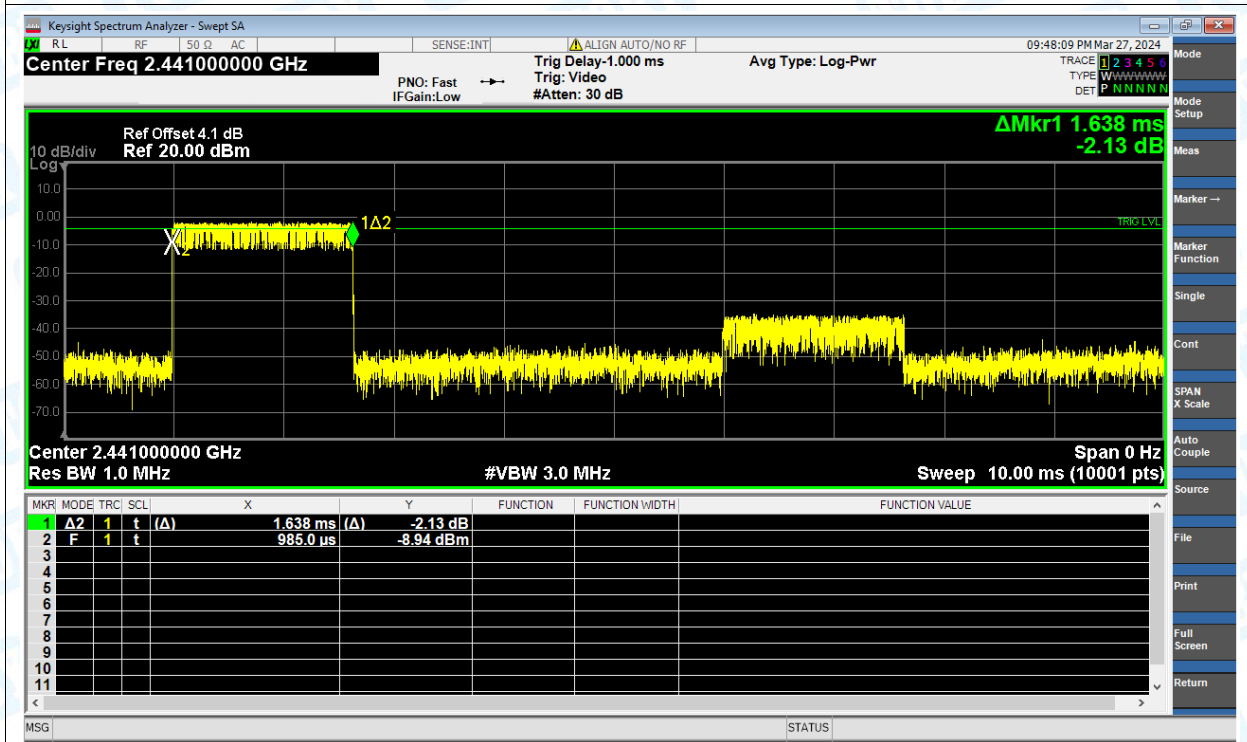 Keysight Spectrum Analyzer - Swept SA
LXI RL RF 50 Ω AC SENSE:INT ALIGN AUTO/NO RF 09:48:09 PM Mar 27, 2024
Center Freq 2.441000000 GHz
PNO: Fast
IFGain:Low
Trig Delay-1.000 ms
Trig: Video
#Atten: 30 dB
Avg Type: Log-Pwr
TRACE 1 2 3 4 5 6
TYPE WWWWWW
DET P N N N N N
ΔMkr1 1.638 ms
-2.13 dB
Ref Offset 4.1 dB
10 dB/div Ref 20.00 dBm
Log
10.0
0.00
-10.0
-20.0
-30.0
-40.0
-50.0
-60.0
-70.0
1Δ2
2
TRIG LVL
Center 2.441000000 GHz Span 0 Hz
Res BW 1.0 MHz #VBW 3.0 MHz Sweep 10.00 ms (10001 pts)
MKR MODE TRC SCL X Y FUNCTION FUNCTION WIDTH FUNCTION VALUE
1 Δ2 1 t (Δ) 1.638 ms (Δ) -2.13 dB
2 F 1 t 985.0 µs -8.94 dBm
3
4
5
6
7
8
9
10
11
MSG STATUS
Mode
Mode Setup
Meas
Marker →
Marker Function
Single
Cont
SPAN X Scale
Auto Couple
Source
File
Print
Full Screen
Return